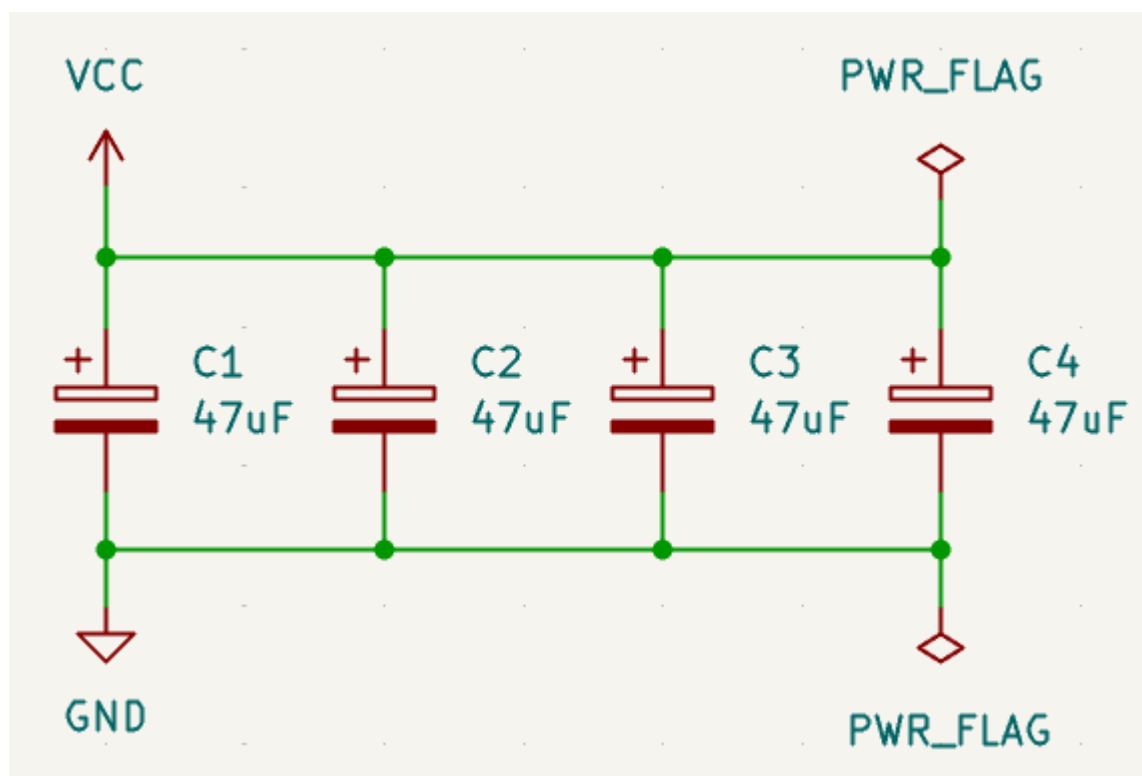 VCC
PWR_FLAG
+ C1
47uF
+ C2
47uF
+ C3
47uF
+ C4
47uF
GND
PWR_FLAG